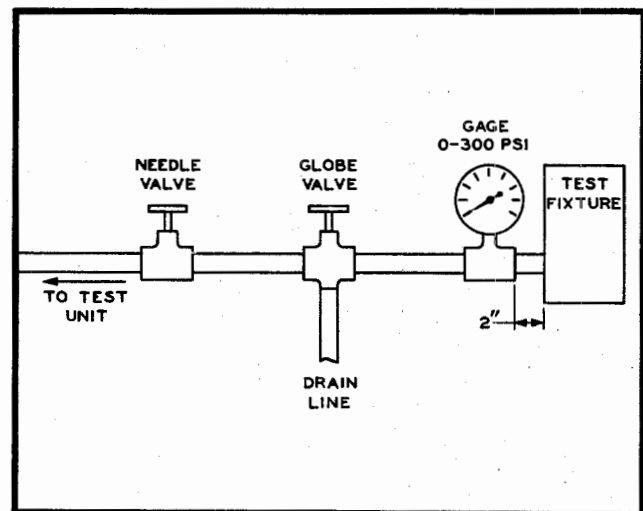 GAGE
0-300 PSI
NEEDLE
VALVE
GLOBE
VALVE
TEST
FIXTURE
TO TEST
UNIT
2"
DRAIN
LINE